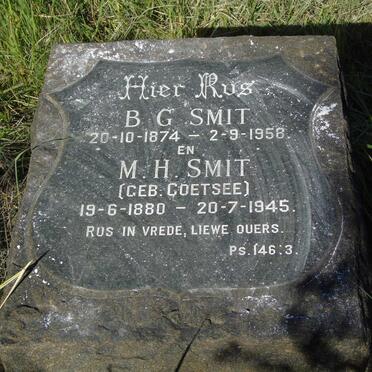 Hier Rus
B. G. SMIT
20-10-1874 – 2-9-1958.
EN
M. H. SMIT
(GEB. COETSEE)
19-6-1880 – 20-7-1945.
RUS IN VREDE, LIEWE OUERS.
PS. 146:3.